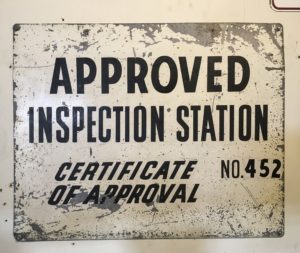 APPROVED
INSPECTION STATION
CERTIFICATE NO.452
OF APPROVAL